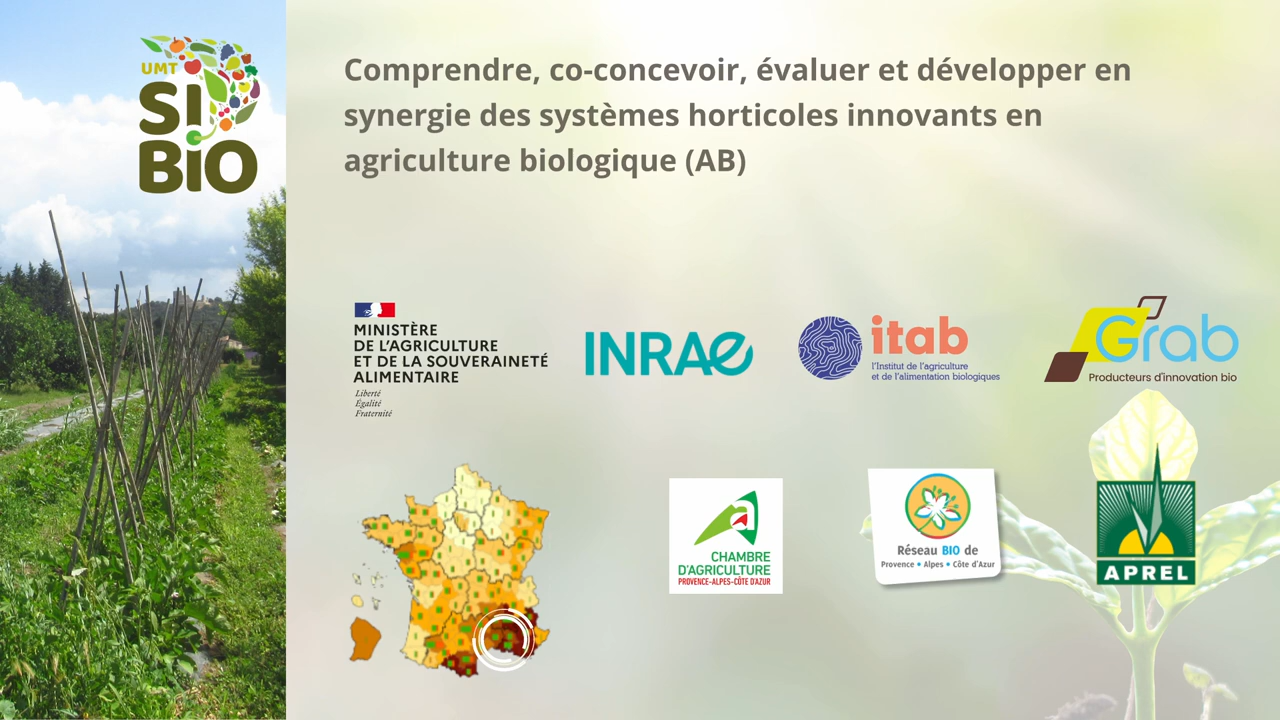 UMT
SI
BIO
Comprendre, co-concevoir, évaluer et développer en
synergie des systèmes horticoles innovants en
agriculture biologique (AB)
MINISTÈRE
DE L'AGRICULTURE
ET DE LA SOUVERAINETÉ
ALIMENTAIRE
Liberté
Égalité
Fraternité
INRAE
itab
l'Institut de l'agriculture
et de l'alimentation biologiques
Grab
Producteurs d'innovation bio
CHAMBRE
D'AGRICULTURE
PROVENCE-ALPES-CÔTE D'AZUR
Réseau BIO de
Provence • Alpes • Côte d'Azur
APREL